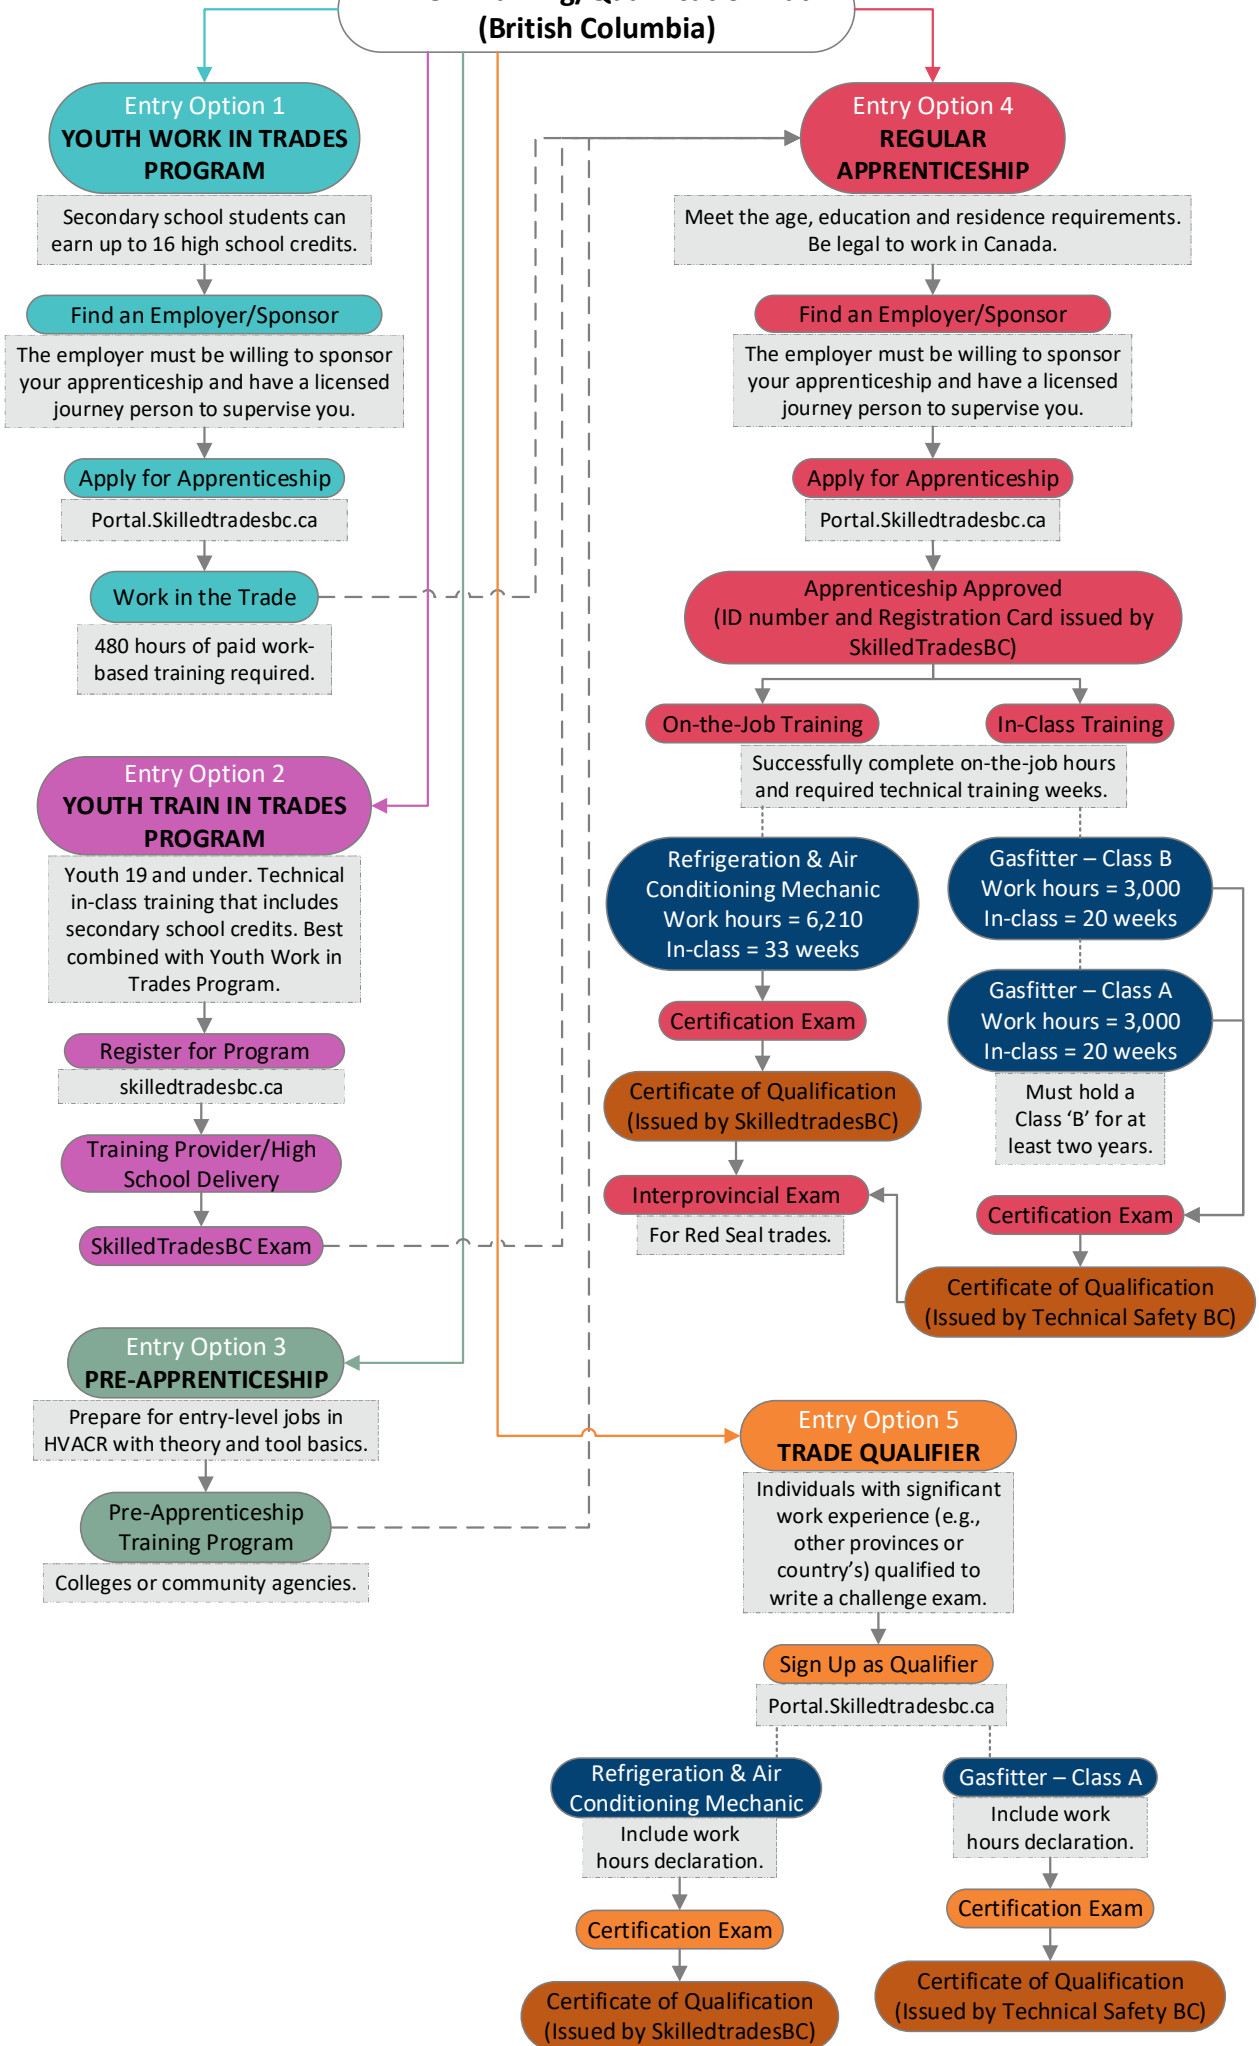 (British Columbia)
Entry Option 1
YOUTH WORK IN TRADES
PROGRAM
Secondary school students can
earn up to 16 high school credits.
Find an Employer/Sponsor
The employer must be willing to sponsor
your apprenticeship and have a licensed
journey person to supervise you.
Apply for Apprenticeship
Portal.Skilledtradesbc.ca
Work in the Trade
480 hours of paid work-
based training required.
Entry Option 2
YOUTH TRAIN IN TRADES
PROGRAM
Youth 19 and under. Technical
in-class training that includes
secondary school credits. Best
combined with Youth Work in
Trades Program.
Register for Program
skilledtradesbc.ca
Training Provider/High
School Delivery
SkilledTradesBC Exam
Entry Option 3
PRE-APPRENTICESHIP
Prepare for entry-level jobs in
HVACR with theory and tool basics.
Pre-Apprenticeship
Training Program
Colleges or community agencies.
Entry Option 4
REGULAR
APPRENTICESHIP
Meet the age, education and residence requirements.
Be legal to work in Canada.
Find an Employer/Sponsor
The employer must be willing to sponsor
your apprenticeship and have a licensed
journey person to supervise you.
Apply for Apprenticeship
Portal.Skilledtradesbc.ca
Apprenticeship Approved
(ID number and Registration Card issued by
SkilledTradesBC)
On-the-Job Training
In-Class Training
Successfully complete on-the-job hours
and required technical training weeks.
Refrigeration & Air
Conditioning Mechanic
Work hours = 6,210
In-class = 33 weeks
Certification Exam
Certificate of Qualification
(Issued by SkilledtradesBC)
Interprovincial Exam
For Red Seal trades.
Gasfitter – Class B
Work hours = 3,000
In-class = 20 weeks
Gasfitter – Class A
Work hours = 3,000
In-class = 20 weeks
Must hold a
Class ‘B’ for at
least two years.
Certification Exam
Certificate of Qualification
(Issued by Technical Safety BC)
Entry Option 5
TRADE QUALIFIER
Individuals with significant
work experience (e.g.,
other provinces or
country’s) qualified to
write a challenge exam.
Sign Up as Qualifier
Portal.Skilledtradesbc.ca
Refrigeration & Air
Conditioning Mechanic
Include work
hours declaration.
Certification Exam
Certificate of Qualification
(Issued by SkilledtradesBC)
Gasfitter – Class A
Include work
hours declaration.
Certification Exam
Certificate of Qualification
(Issued by Technical Safety BC)